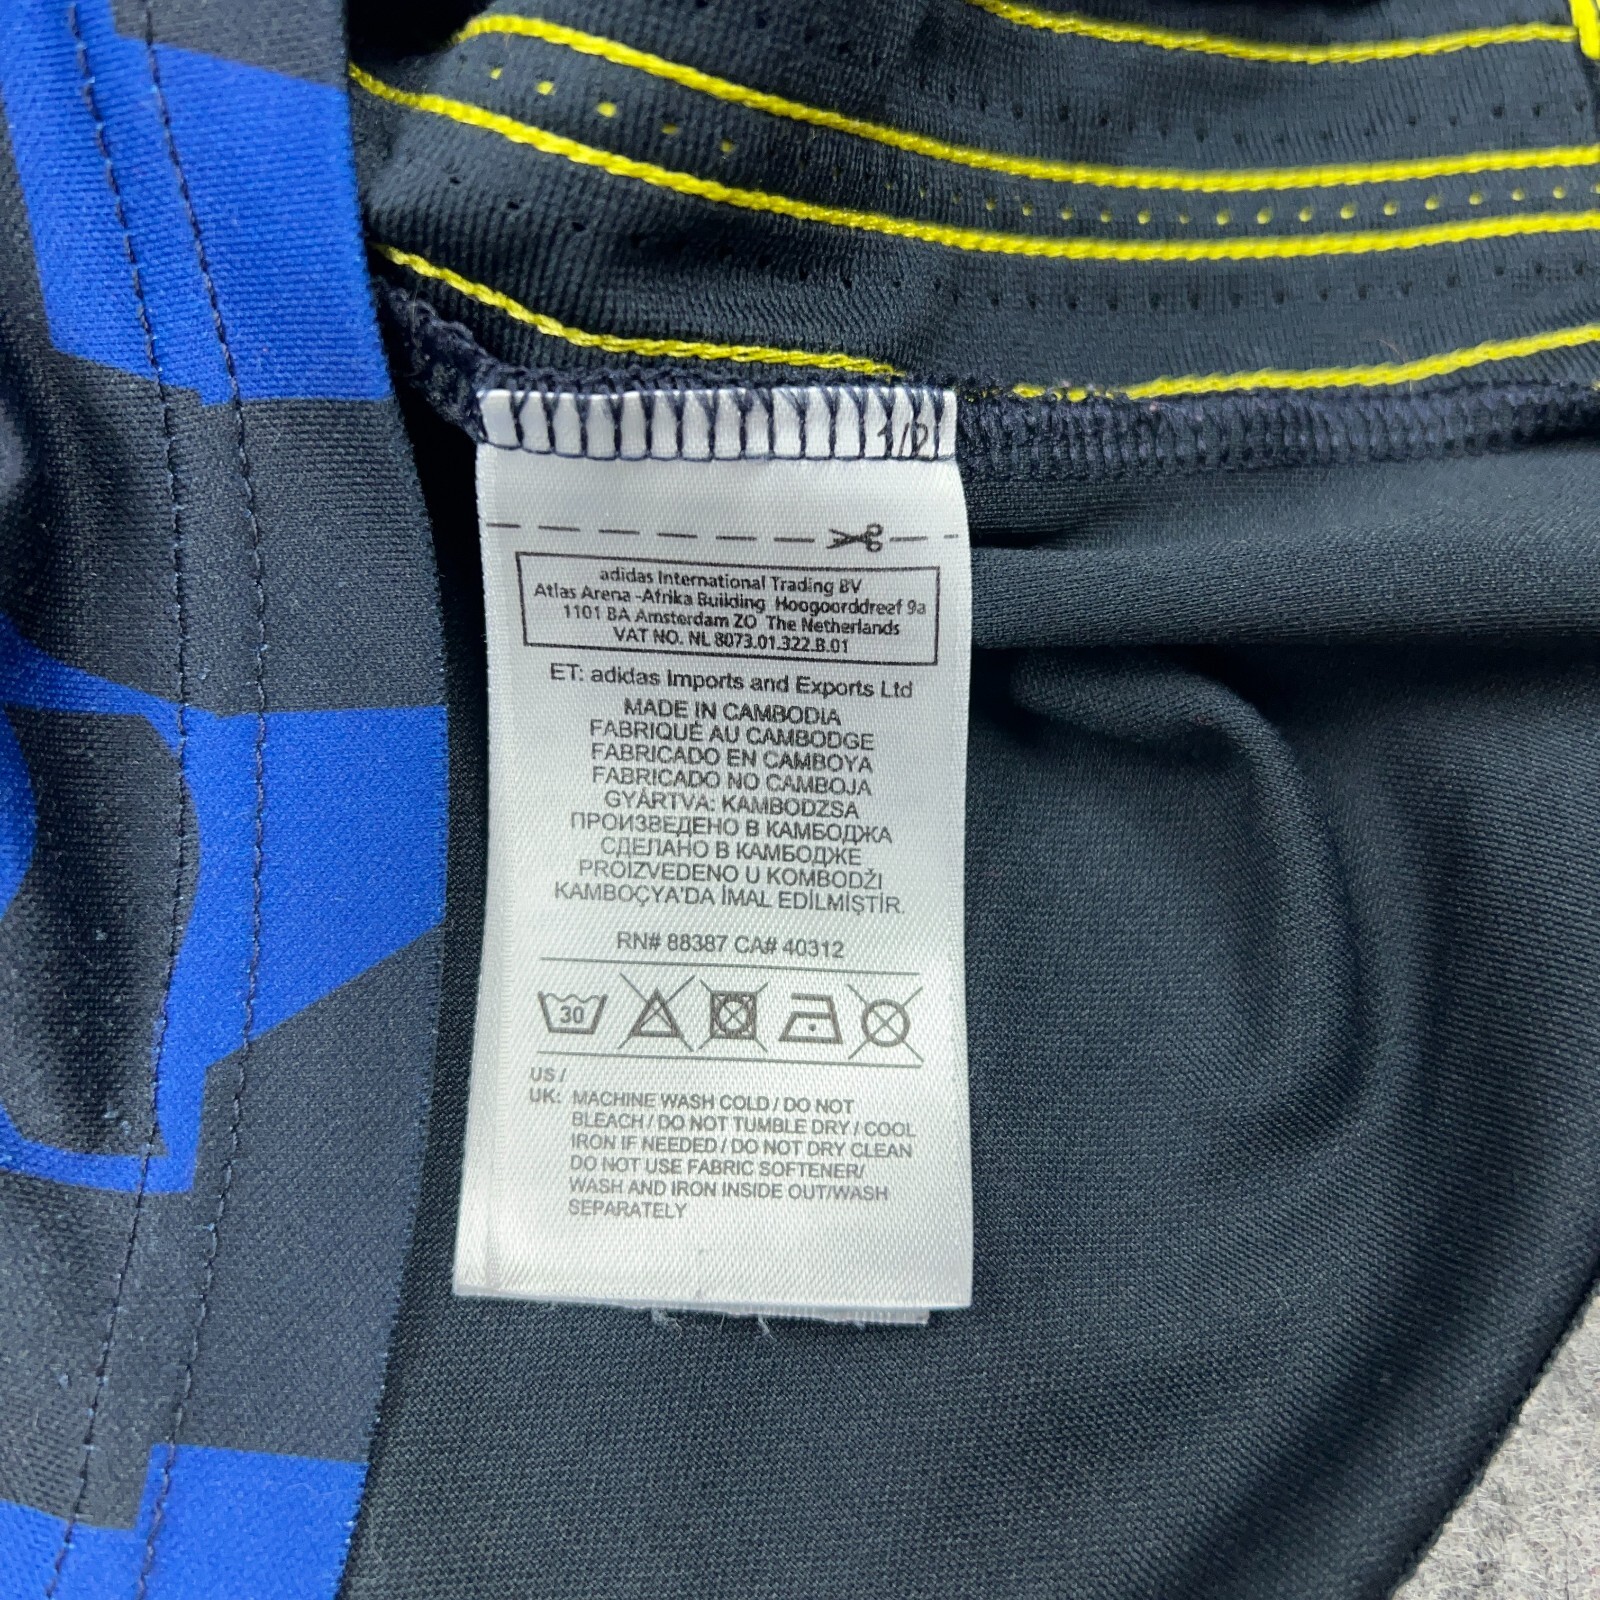 1/2
adidas International Trading BV
Atlas Arena -Afrika Building Hoogoorddreef 9a
1101 BA Amsterdam ZO The Netherlands
VAT NO. NL 8073.01.322.B.01
ET: adidas Imports and Exports Ltd
MADE IN CAMBODIA
FABRIQUÉ AU CAMBODGE
FABRICADO EN CAMBOYA
FABRICADO NO CAMBOJA
GYÁRTVA: KAMBODZSA
ПРОИЗВЕДЕНО В КАМБОДЖА
СДЕЛАНО В КАМБОДЖЕ
PROIZVEDENO U KOMBODŽI
KAMBOÇYA'DA İMAL EDİLMİŞTİR.
RN# 88387 CA# 40312
30
US /
UK: MACHINE WASH COLD / DO NOT
BLEACH / DO NOT TUMBLE DRY / COOL
IRON IF NEEDED / DO NOT DRY CLEAN
DO NOT USE FABRIC SOFTENER/
WASH AND IRON INSIDE OUT/WASH
SEPARATELY